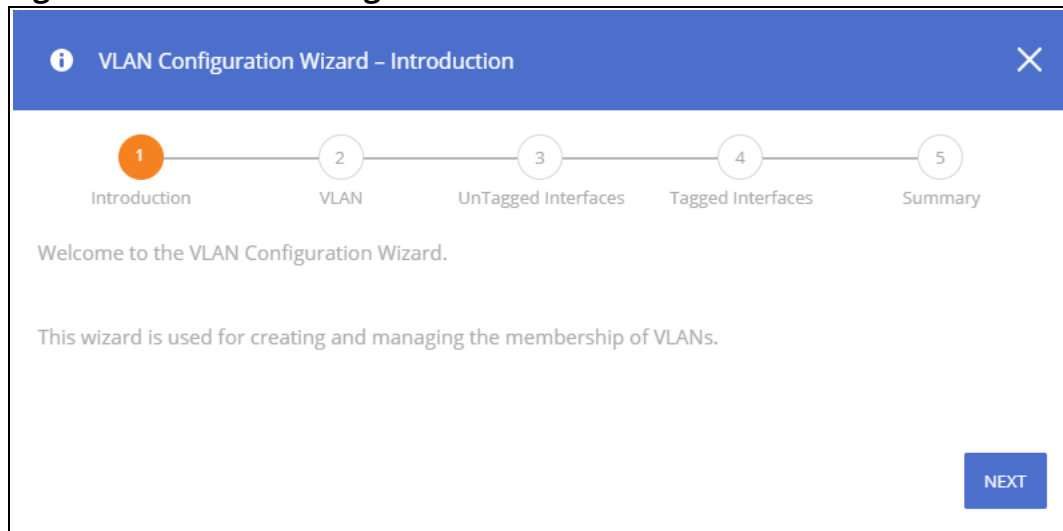 VLAN Configuration Wizard – Introduction
1 2 3 4 5
Introduction VLAN UnTagged Interfaces Tagged Interfaces Summary
Welcome to the VLAN Configuration Wizard.
This wizard is used for creating and managing the membership of VLANs.
NEXT